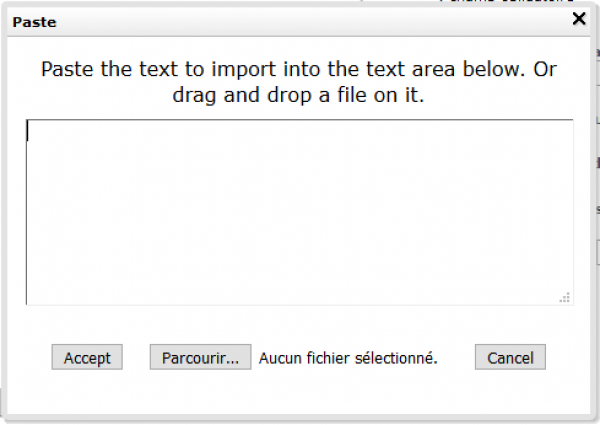 Paste
Paste the text to import into the text area below. Or
drag and drop a file on it.
Accept
Parcourir...
Aucun fichier sélectionné.
Cancel